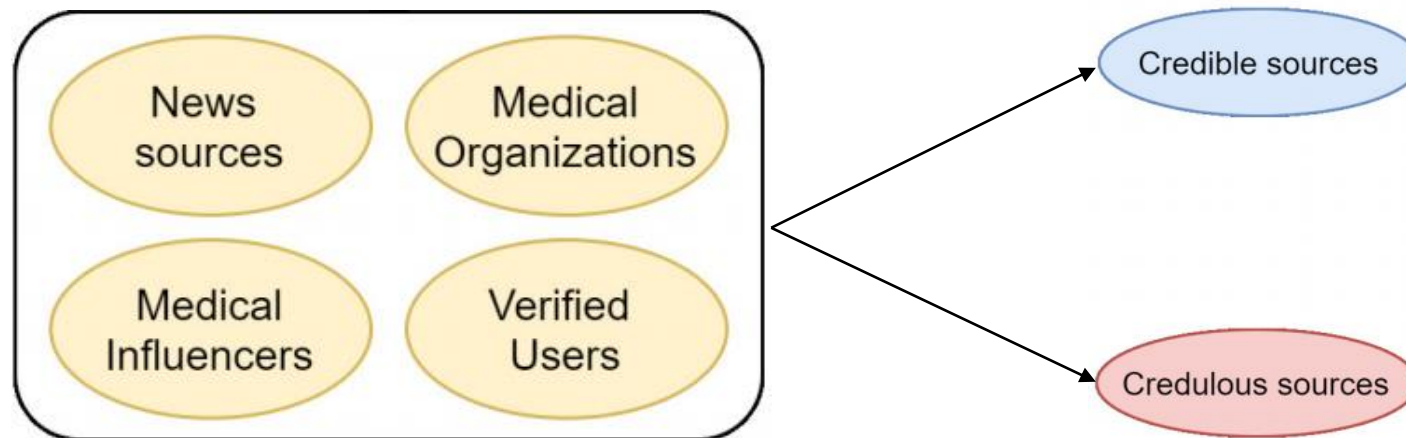 News
sources
Medical
Organizations
Medical
Influencers
Verified
Users
Credible sources
Credulous sources